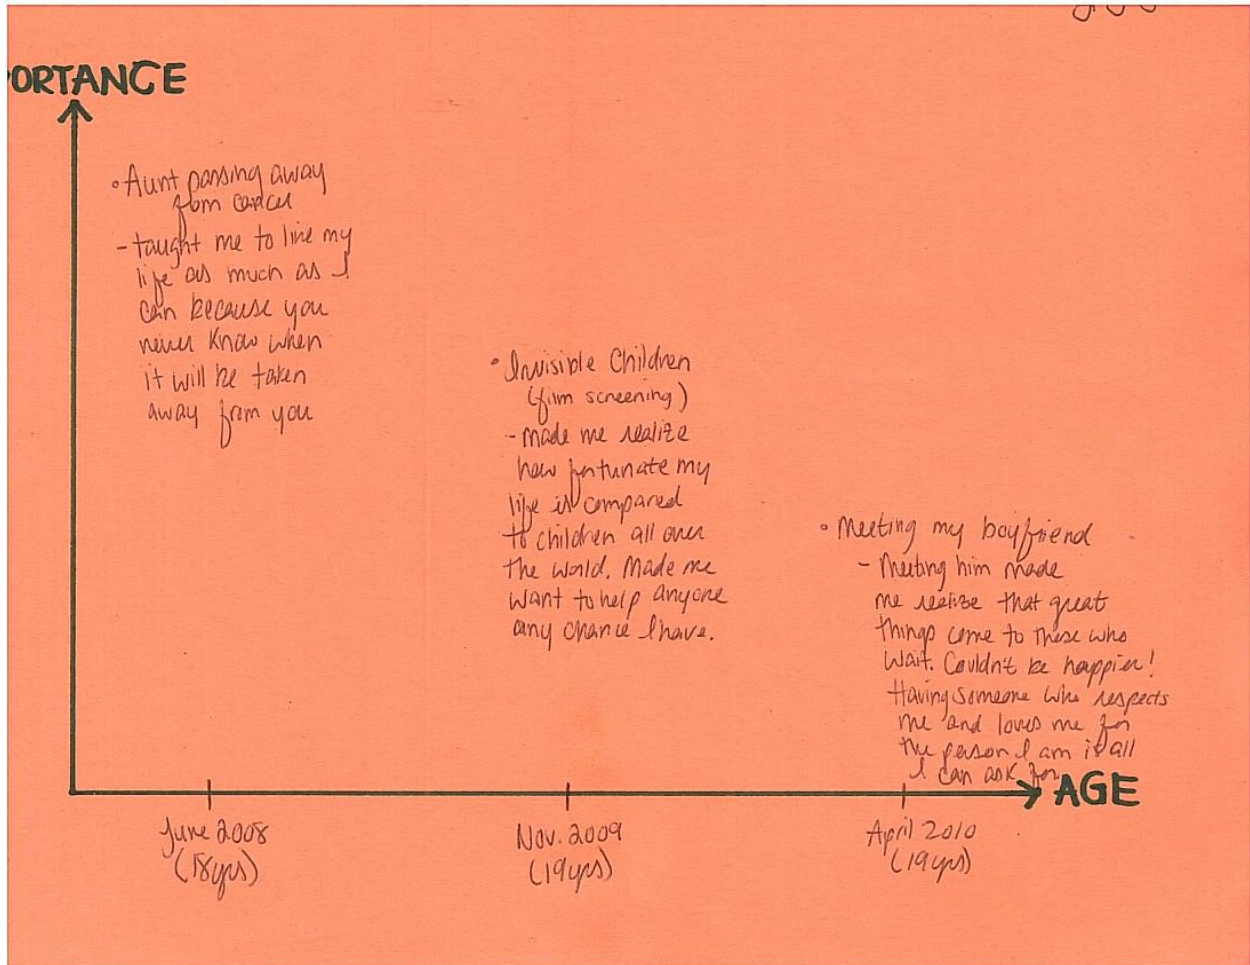 ORTANCE
• Aunt passing away
from cancer
- taught me to live my
life as much as I
can because you
never know when
it will be taken
away from you
• Invisible Children
(film screening)
- made me realize
how fortunate my
life is compared
to children all over
the world. Made me
want to help anyone
any chance I have.
• Meeting my boyfriend
- Meeting him made
me realize that great
things come to those who
wait. Couldn't be happier!
Having someone who respects
me and loves me for
the person I am is all
I can ask for
AGE
June 2008
(18yrs)
Nov. 2009
(19yrs)
April 2010
(19yrs)